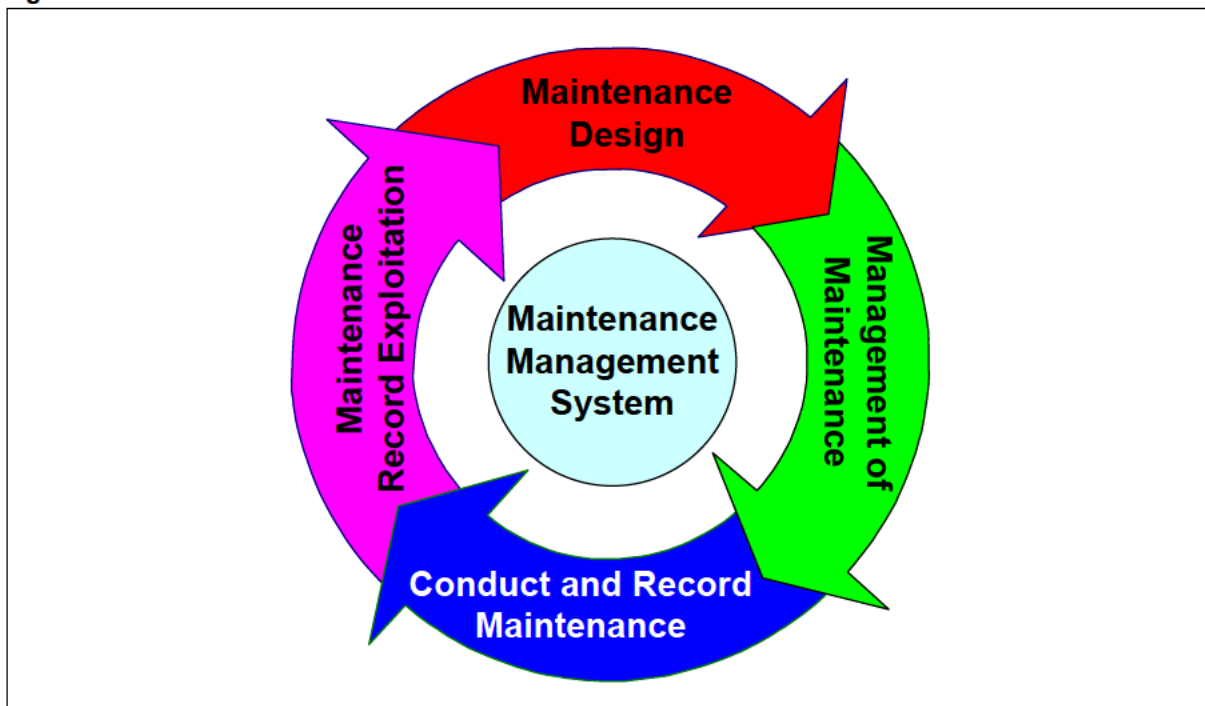 Maintenance
Design
Management of
Maintenance
Conduct and Record
Maintenance
Maintenance
Record Exploitation
Maintenance
Management
System